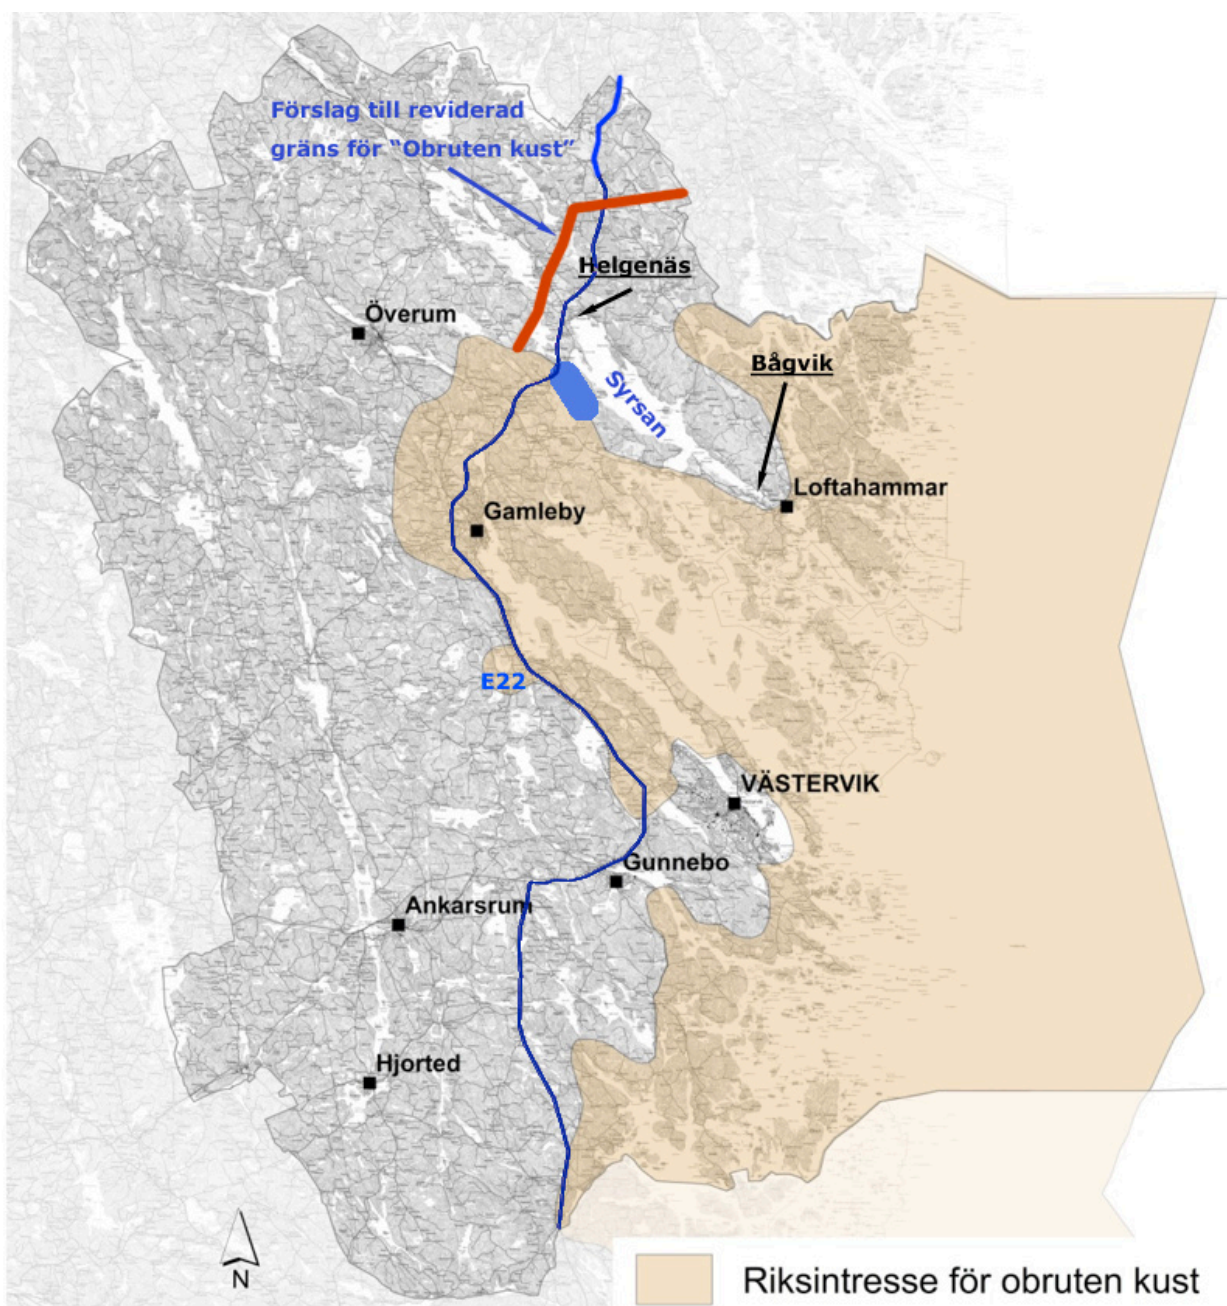 Förslag till reviderad
gräns för “Obruten kust”
Helgenäs
Överum
Bågvik
Syrsan
Loftahammar
Gamleby
E22
VÄSTERVIK
Gunnebo
Ankarsrum
Hjorted
N
Riksintresse för obruten kust